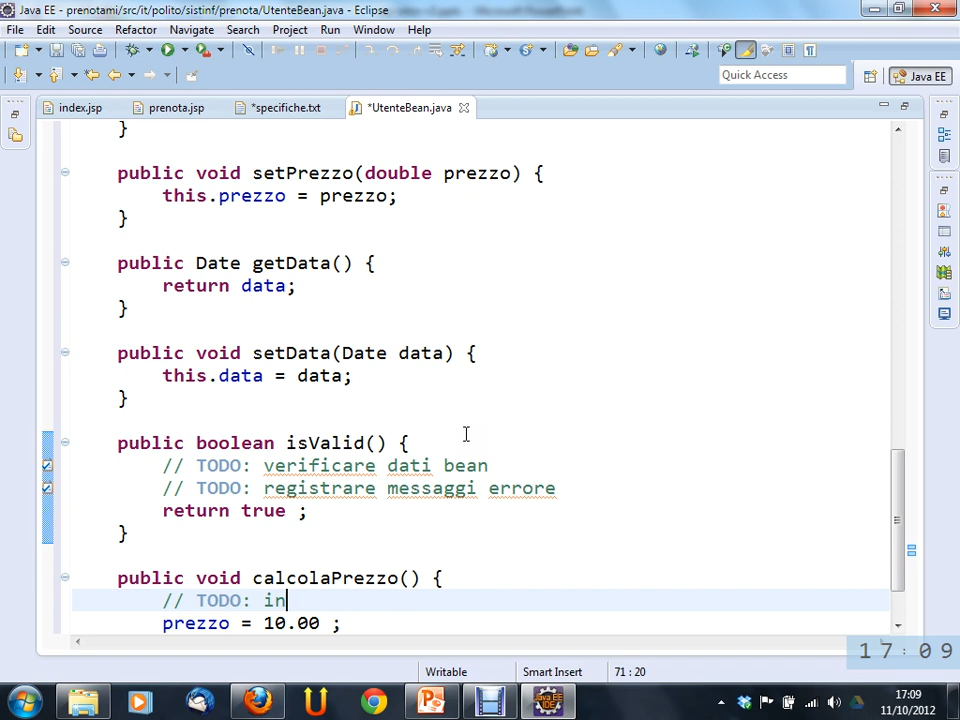 Java EE - prenotami/src/it/polito/sistinf/prenota/UtenteBean.java - Eclipse
File Edit Source Refactor Navigate Search Project Run Window Help
Quick Access
Java EE
index.jsp prenota.jsp *specifiche.txt *UtenteBean.java
}
public void setPrezzo(double prezzo) {
this.prezzo = prezzo;
}
public Date getData() {
return data;
}
public void setData(Date data) {
this.data = data;
}
public boolean isValid() {
// TODO: verificare dati bean
// TODO: registrare messaggi errore
return true ;
}
public void calcolaPrezzo() {
// TODO: in
prezzo = 10.00 ;
17:09
Writable Smart Insert 71 : 20
17:09
11/10/2012